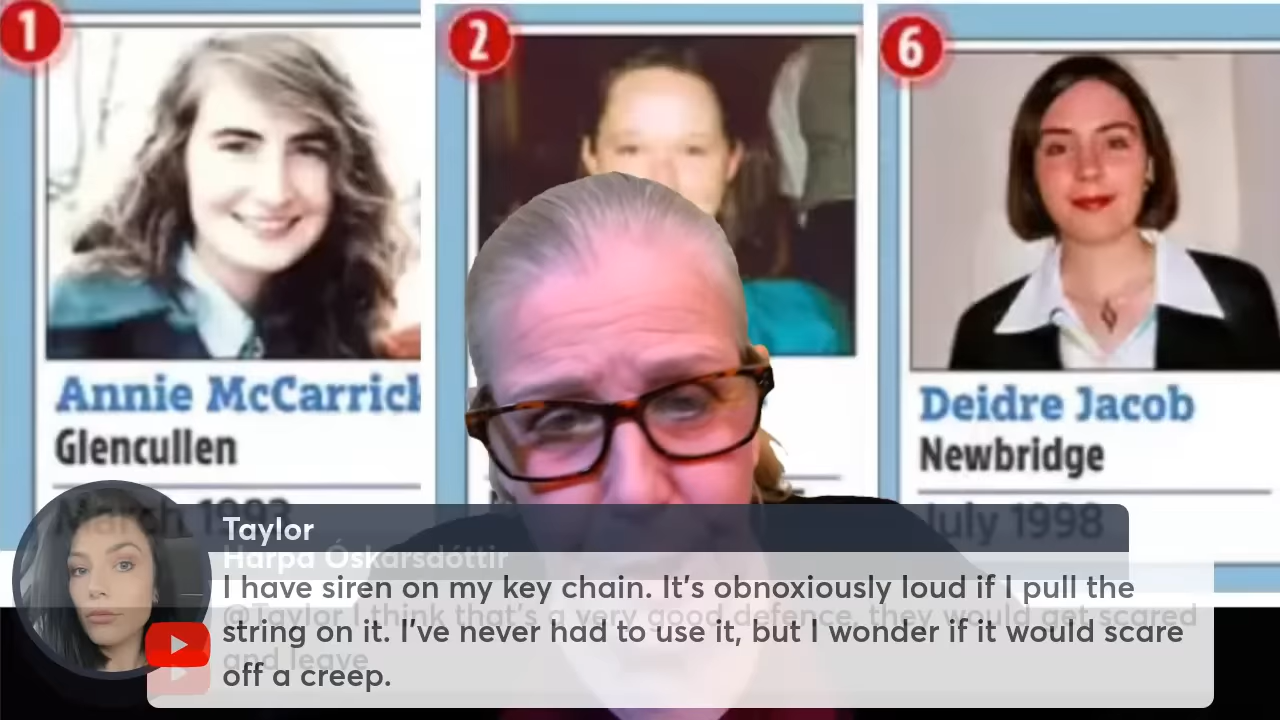 1
2
6
Annie McCarrick
Glencullen
March 1993
Deidre Jacob
Newbridge
July 1998
Taylor
Harpa Óskarsdóttir
I have siren on my key chain. It's obnoxiously loud if I pull the
string on it. I've never had to use it, but I wonder if it would scare
off a creep.
@Taylor I think that's a very good defence, they would get scared
and leave